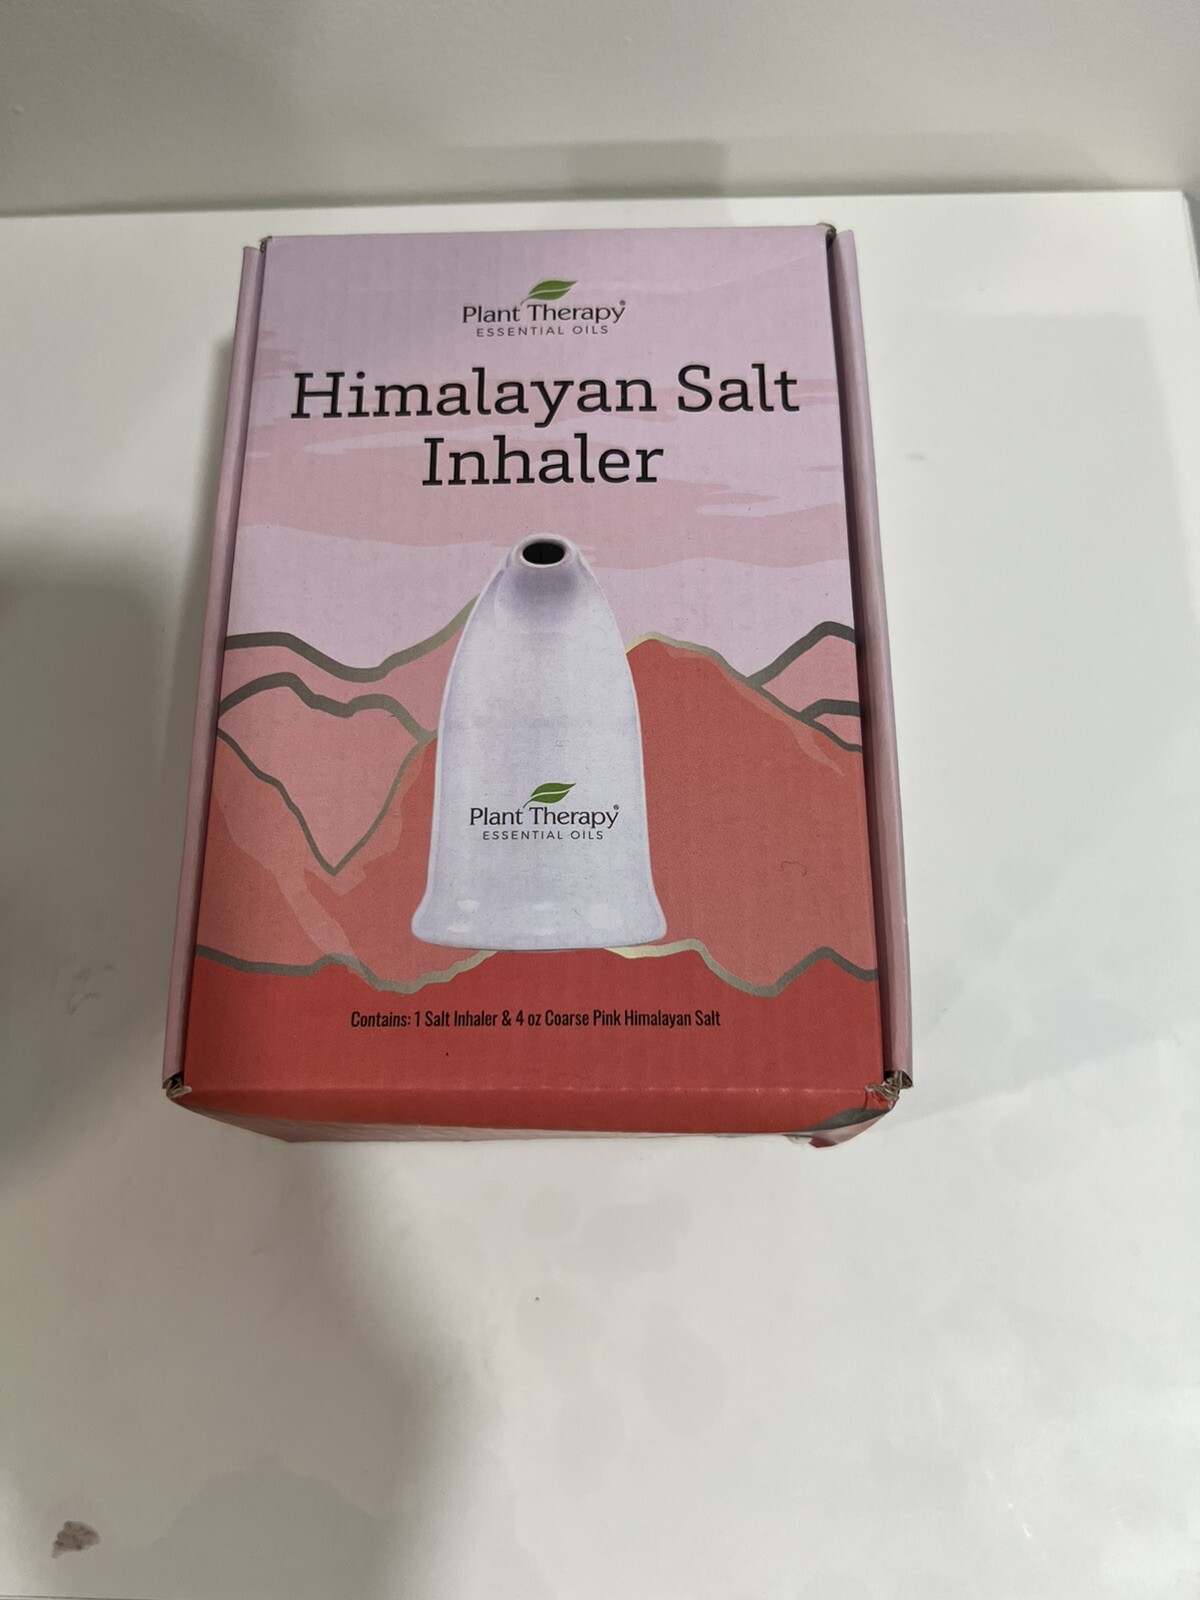 Plant Therapy®
ESSENTIAL OILS
Himalayan Salt
Inhaler
Plant Therapy®
ESSENTIAL OILS
Contains: 1 Salt Inhaler & 4 oz Coarse Pink Himalayan Salt